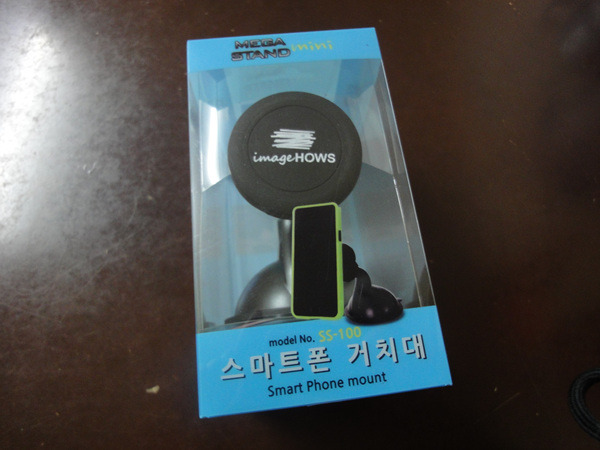 MEGA
STAND mini
imageHOWS
model No. SS-100
스마트폰 거치대
Smart Phone mount